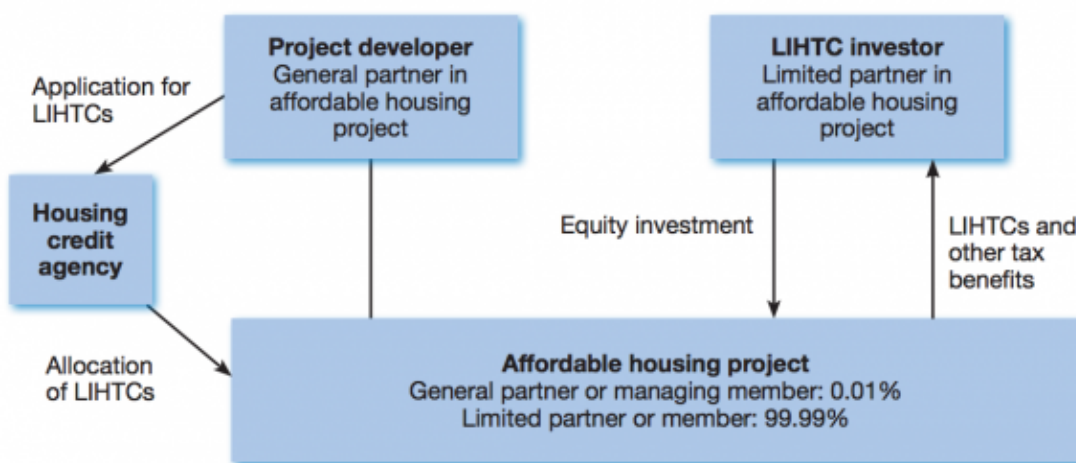 Project developer
General partner in
affordable housing
project
LIHTC investor
Limited partner in
affordable housing
project
Application for
LIHTCs
Housing
credit
agency
Equity investment
LIHTCs and
other tax
benefits
Allocation
of LIHTCs
Affordable housing project
General partner or managing member: 0.01%
Limited partner or member: 99.99%